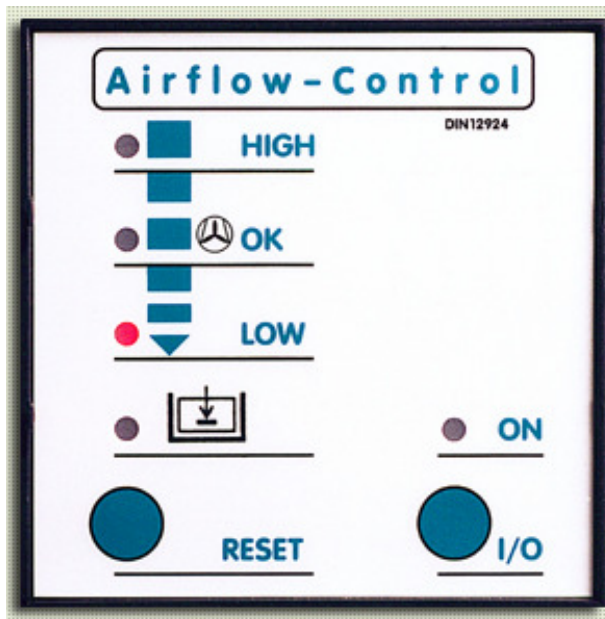 Airflow-Control
DIN12924
HIGH
OK
LOW
ON
RESET
I/O